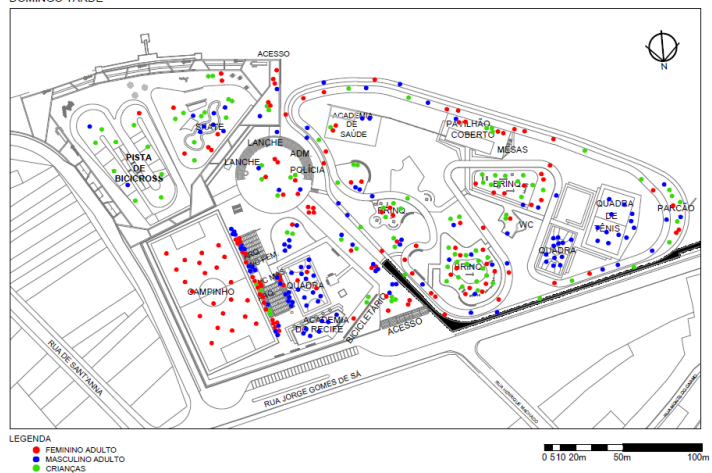 DOMINGO TARDE
ACESSO
N
ACADEMIA
DE
SAÚDE
PAVILHÃO
COBERTO
MESAS
SKATE
LANCHE
LANCHE
ADM.
POLÍCIA
PISTA
DE
BICICROSS
BRINQ
BRINQ
WC
QUADRA
DE
TÊNIS
PARCÃO
QUADRA
BRINQ
CAMPINHO
QUADRA
ACADEMIA
DO RECIFE
BICICLETÁRIO
ACESSO
RUA DE SANT'ANNA
RUA JORGE GOMES DE SÁ
LEGENDA
FEMININO ADULTO
MASCULINO ADULTO
CRIANÇAS
0 5 10 20m 50m 100m